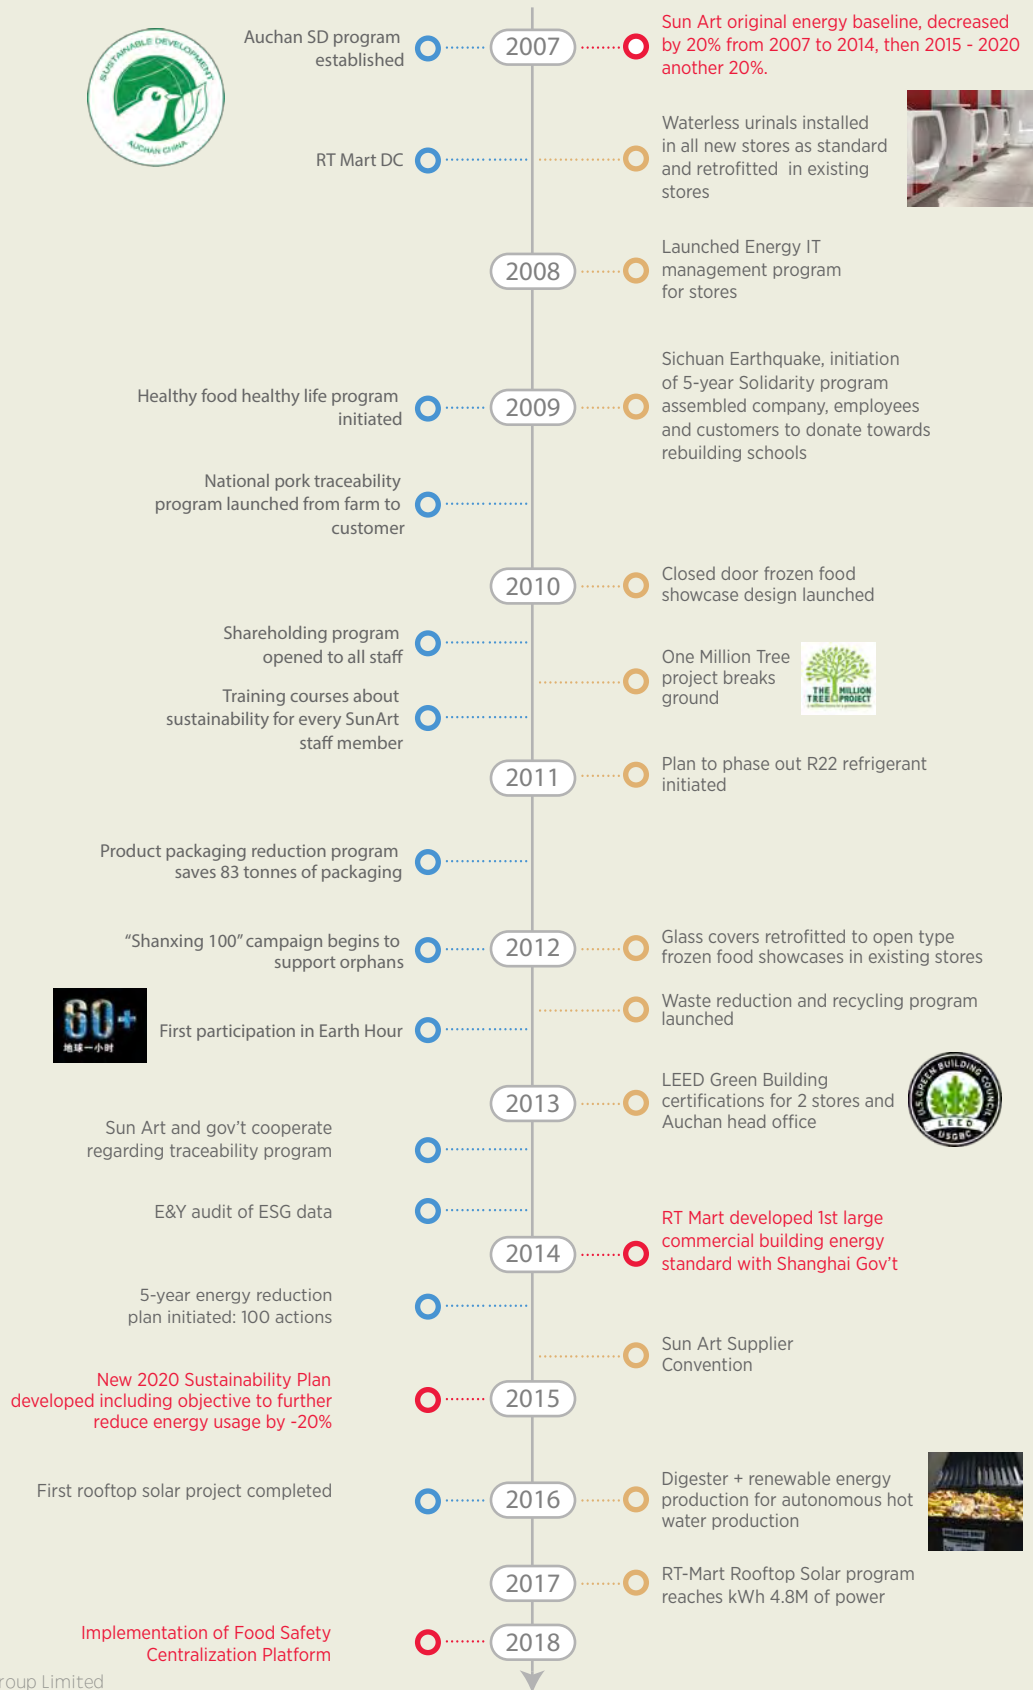 SUSTAINABLE DEVELOPMENT
AUCHAN CHINA
Auchan SD program
established
2007
Sun Art original energy baseline, decreased
by 20% from 2007 to 2014, then 2015 - 2020
another 20%.
RT Mart DC
Waterless urinals installed
in all new stores as standard
and retrofitted in existing
stores
2008
Launched Energy IT
management program
for stores
Healthy food healthy life program
initiated
2009
Sichuan Earthquake, initiation
of 5-year Solidarity program
assembled company, employees
and customers to donate towards
rebuilding schools
National pork traceability
program launched from farm to
customer
2010
Closed door frozen food
showcase design launched
Shareholding program
opened to all staff
One Million Tree
project breaks
ground
THE MILLION
TREE PROJECT
Training courses about
sustainability for every SunArt
staff member
2011
Plan to phase out R22 refrigerant
initiated
Product packaging reduction program
saves 83 tonnes of packaging
“Shanxing 100” campaign begins to
support orphans
2012
Glass covers retrofitted to open type
frozen food showcases in existing stores
60+
地球一小时
First participation in Earth Hour
Waste reduction and recycling program
launched
2013
LEED Green Building
certifications for 2 stores and
Auchan head office
U.S. GREEN BUILDING COUNCIL
LEED
USGBC
Sun Art and gov’t cooperate
regarding traceability program
E&Y audit of ESG data
2014
RT Mart developed 1st large
commercial building energy
standard with Shanghai Gov’t
5-year energy reduction
plan initiated: 100 actions
Sun Art Supplier
Convention
New 2020 Sustainability Plan
developed including objective to further
reduce energy usage by -20%
2015
First rooftop solar project completed
2016
Digester + renewable energy
production for autonomous hot
water production
2017
RT-Mart Rooftop Solar program
reaches kWh 4.8M of power
Implementation of Food Safety
Centralization Platform
2018
roup Limited